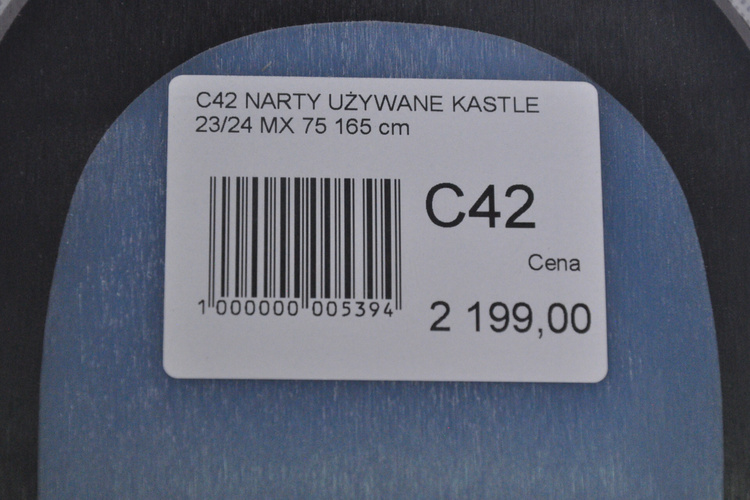 C42 NARTY UŻYWANE KASTLE
23/24 MX 75 165 cm
C42
Cena
1 000000 005394
2 199,00